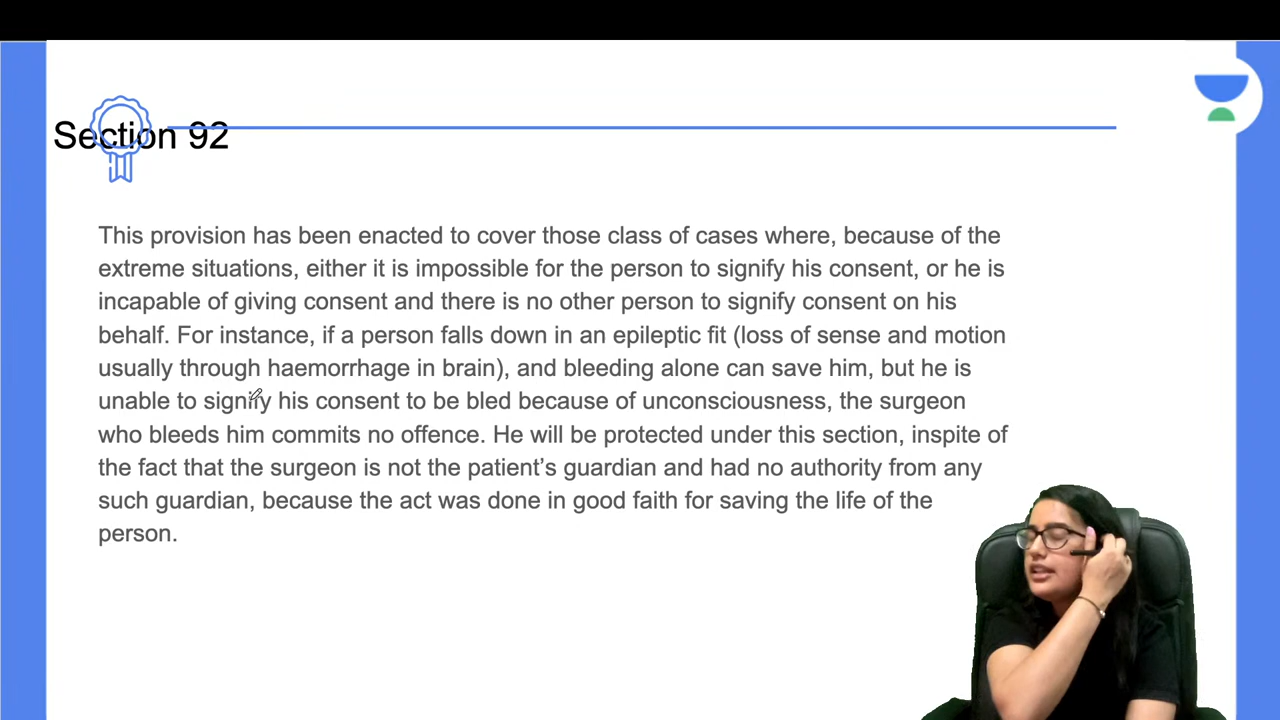 Section 92
This provision has been enacted to cover those class of cases where, because of the
extreme situations, either it is impossible for the person to signify his consent, or he is
incapable of giving consent and there is no other person to signify consent on his
behalf. For instance, if a person falls down in an epileptic fit (loss of sense and motion
usually through haemorrhage in brain), and bleeding alone can save him, but he is
unable to signify his consent to be bled because of unconsciousness, the surgeon
who bleeds him commits no offence. He will be protected under this section, inspite of
the fact that the surgeon is not the patient’s guardian and had no authority from any
such guardian, because the act was done in good faith for saving the life of the
person.